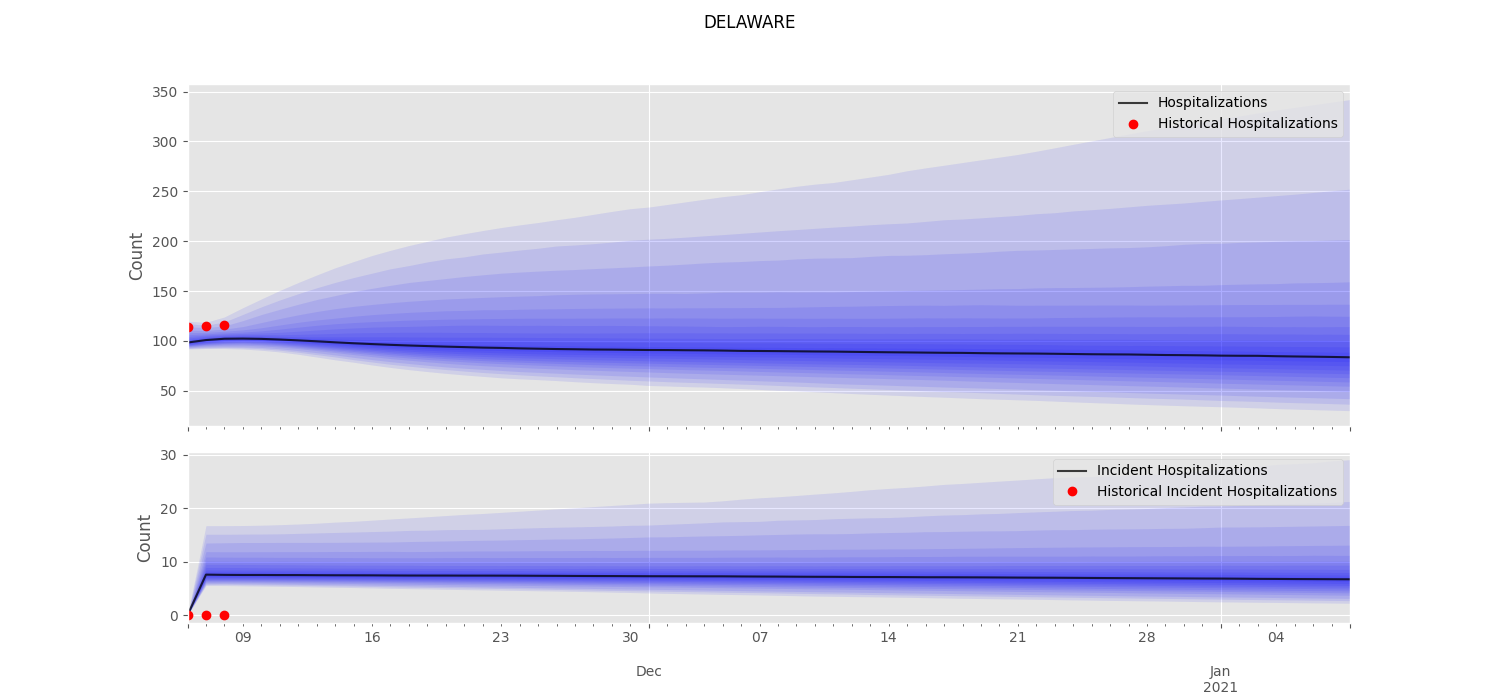 DELAWARE
350
300
250
200
150
100
50
Count
Hospitalizations
Historical Hospitalizations
30
20
10
0
Count
Incident Hospitalizations
Historical Incident Hospitalizations
09 16 23 30 07 14 21 28 04
Dec Jan
2021